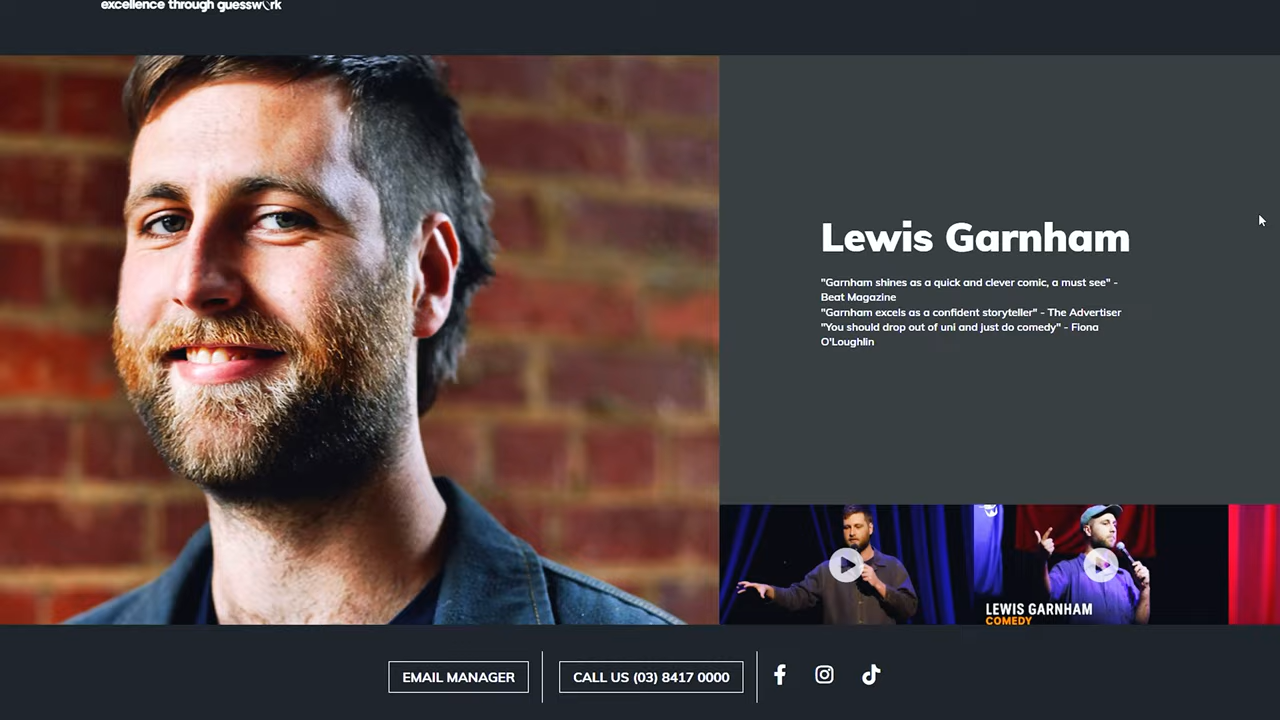 excellence through guesswork
Lewis Garnham
"Garnham shines as a quick and clever comic, a must see" -
Beat Magazine
"Garnham excels as a confident storyteller" - The Advertiser
"You should drop out of uni and just do comedy" - Fiona
O'Loughlin
LEWIS GARNHAM
COMEDY
EMAIL MANAGER
CALL US (03) 8417 0000